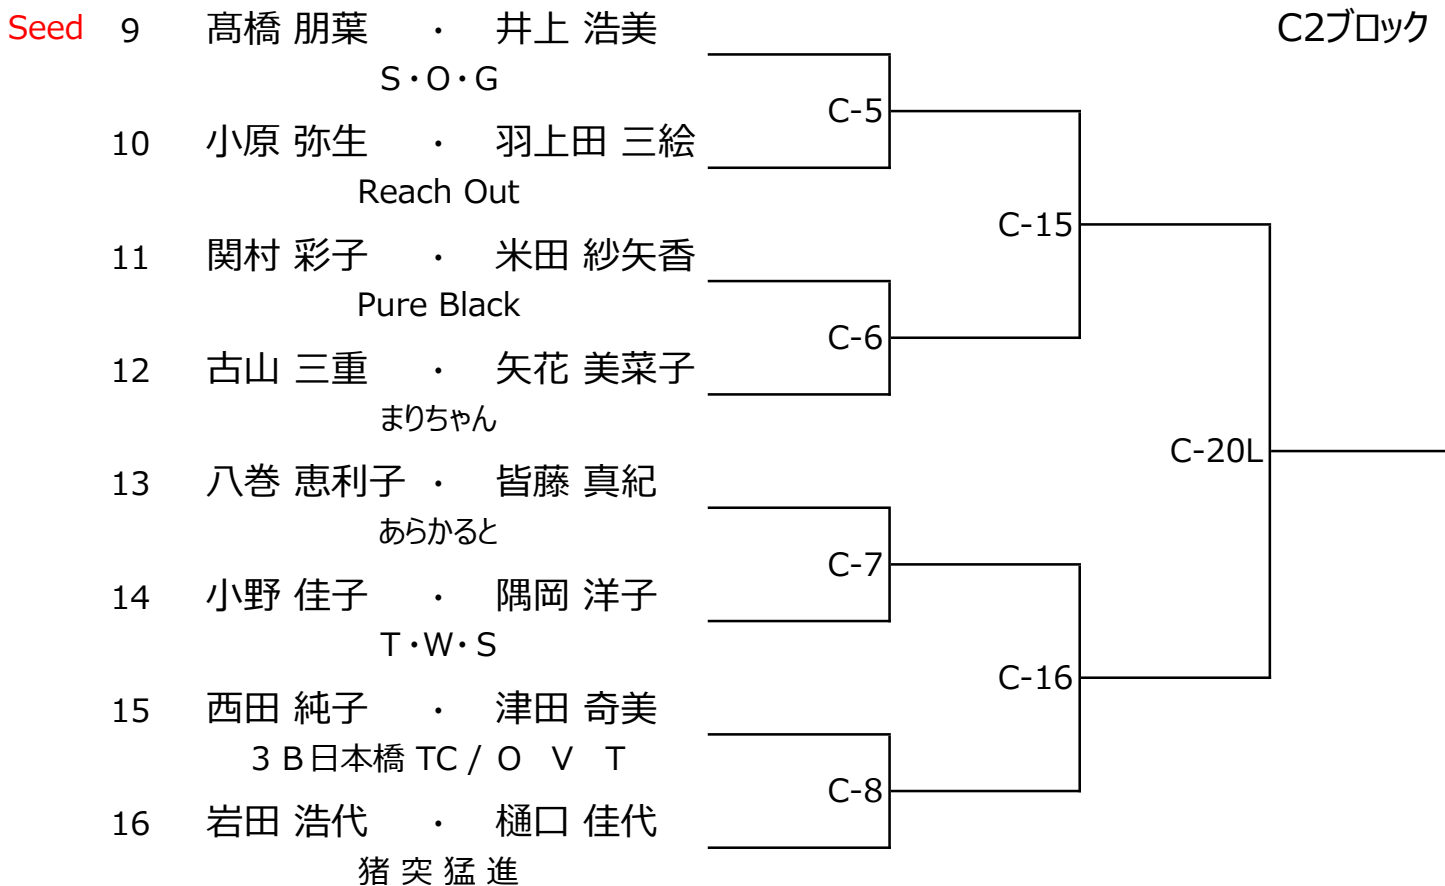 Seed 9 髙橋 朋葉 ・ 井上 浩美 C2ブロック
S・O・G
C-5
10 小原 弥生 ・ 羽上田 三絵
Reach Out
C-15
11 関村 彩子 ・ 米田 紗矢香
Pure Black
C-6
12 古山 三重 ・ 矢花 美菜子
まりちゃん
C-20L
13 八巻 恵利子 ・ 皆藤 真紀
あらかると
C-7
14 小野 佳子 ・ 隅岡 洋子
T・W・S
C-16
15 西田 純子 ・ 津田 奇美
3 B日本橋 TC / O V T
C-8
16 岩田 浩代 ・ 樋口 佳代
猪 突 猛 進